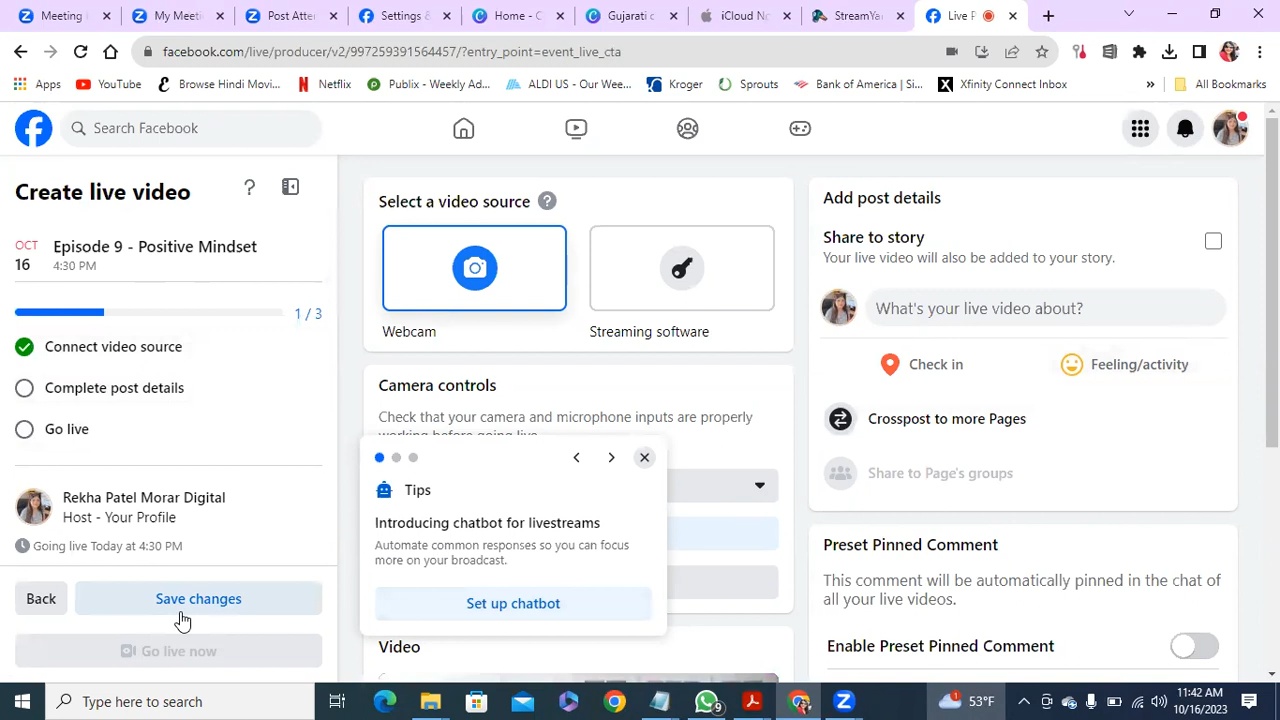 Meeting
My Meeti
Post Atter
Settings &
Home - C
Gujarati c
iCloud No
StreamYa
Live P
facebook.com/live/producer/v2/997259391564457/?entry_point=event_live_cta
Apps
YouTube
Browse Hindi Movi...
Netflix
Publix - Weekly Ad...
ALDI US - Our Wee...
Kroger
Sprouts
Bank of America | Si...
Xfinity Connect Inbox
»
All Bookmarks
Search Facebook
Create live video
?
OCT
16
Episode 9 - Positive Mindset
4:30 PM
1 / 3
Connect video source
Complete post details
Go live
Rekha Patel Morar Digital
Host - Your Profile
Going live Today at 4:30 PM
Back
Save changes
Go live now
Select a video source ?
Webcam
Streaming software
Camera controls
Check that your camera and microphone inputs are properly
working before going live.
Tips
Introducing chatbot for livestreams
Automate common responses so you can focus
more on your broadcast.
Set up chatbot
Video
Add post details
Share to story
Your live video will also be added to your story.
What's your live video about?
Check in
Feeling/activity
Crosspost to more Pages
Share to Page's groups
Preset Pinned Comment
This comment will be automatically pinned in the chat of
all your live videos.
Enable Preset Pinned Comment
Type here to search
9
1
53°F
11:42 AM
10/16/2023